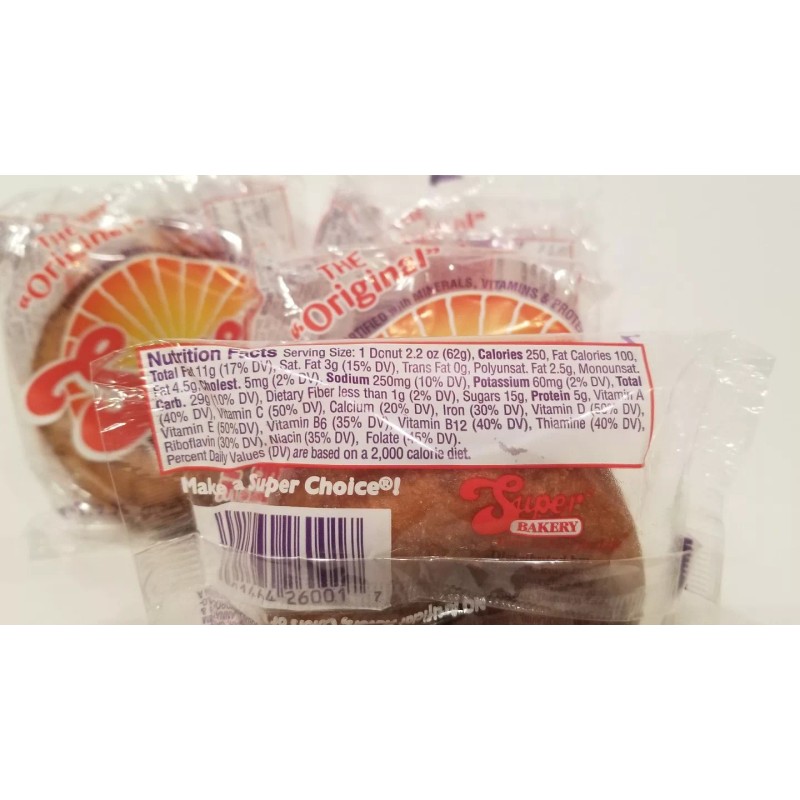 THE
"Original"
THE
"Original"
with MINERALS, VITAMINS &
Nutrition Facts Serving Size: 1 Donut 2.2 oz (62g), Calories 250, Fat Calories 100,
Total Fat 11g (17% DV), Sat. Fat 3g (15% DV), Trans Fat 0g, Polyunsat. Fat 2.5g, Monounsat.
Fat 4.5g, Cholest. 5mg (2% DV), Sodium 250mg (10% DV), Potassium 60mg (2% DV), Total
Carb. 29g (10% DV), Dietary Fiber less than 1g (2% DV), Sugars 15g, Protein 5g, Vitamin A
(40% DV), Vitamin C (50% DV), Calcium (20% DV), Iron (30% DV), Vitamin D (50% DV),
Vitamin E (50%DV), Vitamin B6 (35% DV), Vitamin B12 (40% DV), Thiamine (40% DV),
Riboflavin (30% DV), Niacin (35% DV), Folate (45% DV).
Percent Daily Values (DV) are based on a 2,000 calorie diet.
Make a Super Choice®!
Super
BAKERY
26001 7